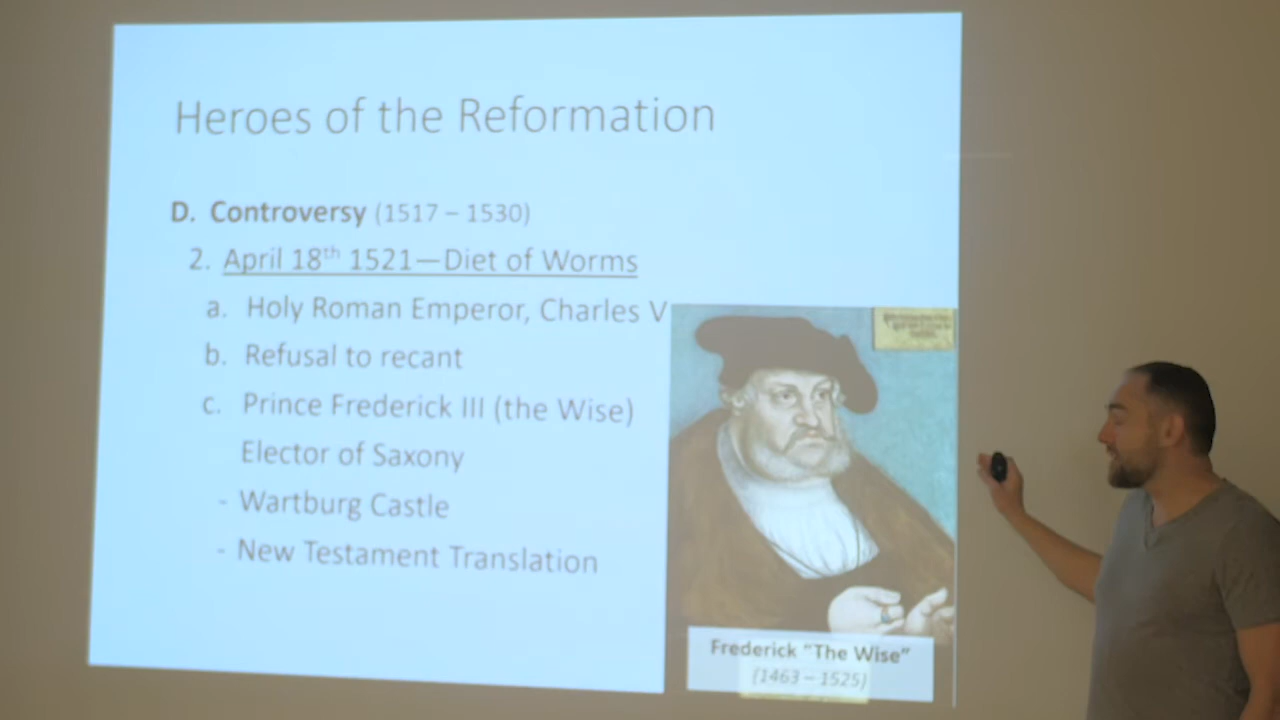 Heroes of the Reformation
D. Controversy (1517 – 1530)
2. April 18th 1521—Diet of Worms
a. Holy Roman Emperor, Charles V
b. Refusal to recant
c. Prince Frederick III (the Wise)
Elector of Saxony
- Wartburg Castle
- New Testament Translation
Frederick "The Wise"
(1463 – 1525)